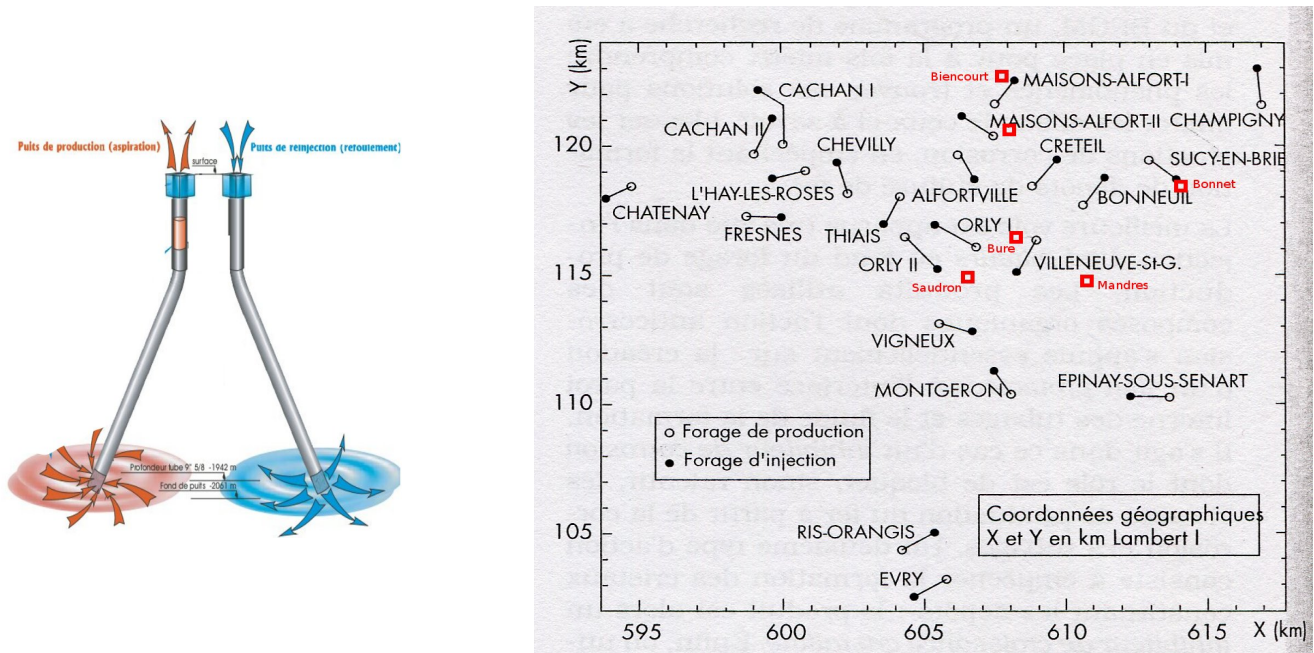 Puits de production (aspiration)
Puits de reinjection (refoulement)
surface
Profondeur tube 9" 5/8 -1942 m
Fond de puits -2061 m
Y (km)
120
115
110
105
595
600
605
610
615
X (km)
Biencourt
MAISONS-ALFORT-I
CACHAN I
MAISONS-ALFORT-II
CHAMPIGNY
CACHAN II
CHEVILLY
CRETEIL
SUCY-EN-BRIE
L'HAY-LES-ROSES
ALFORTVILLE
BONNEUIL
Bonnet
CHATENAY
FRESNES
THIAIS
ORLY I
Bure
ORLY II
VILLENEUVE-St-G.
Saudron
Mandres
VIGNEUX
MONTGERON
EPINAY-SOUS-SENART
Forage de production
Forage d'injection
RIS-ORANGIS
EVRY
Coordonnées géographiques
X et Y en km Lambert I